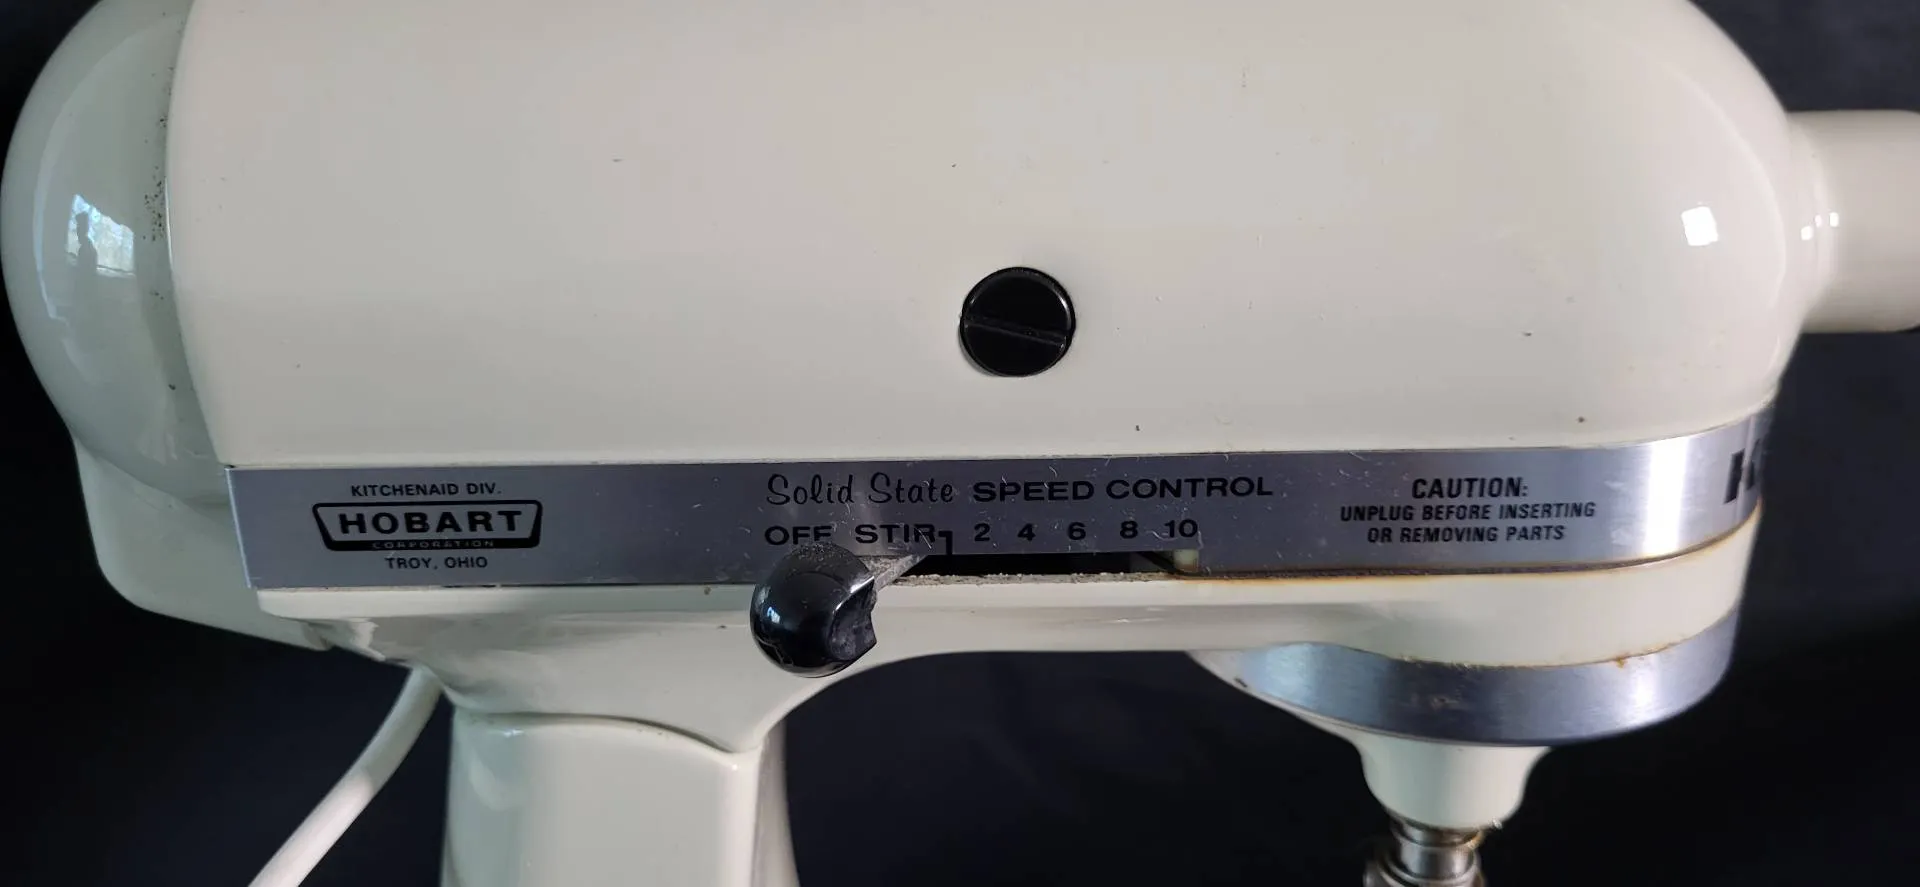 KITCHENAID DIV.
HOBART
CORPORATION
TROY, OHIO
Solid State SPEED CONTROL
OFF STIR 2 4 6 8 10
CAUTION:
UNPLUG BEFORE INSERTING
OR REMOVING PARTS